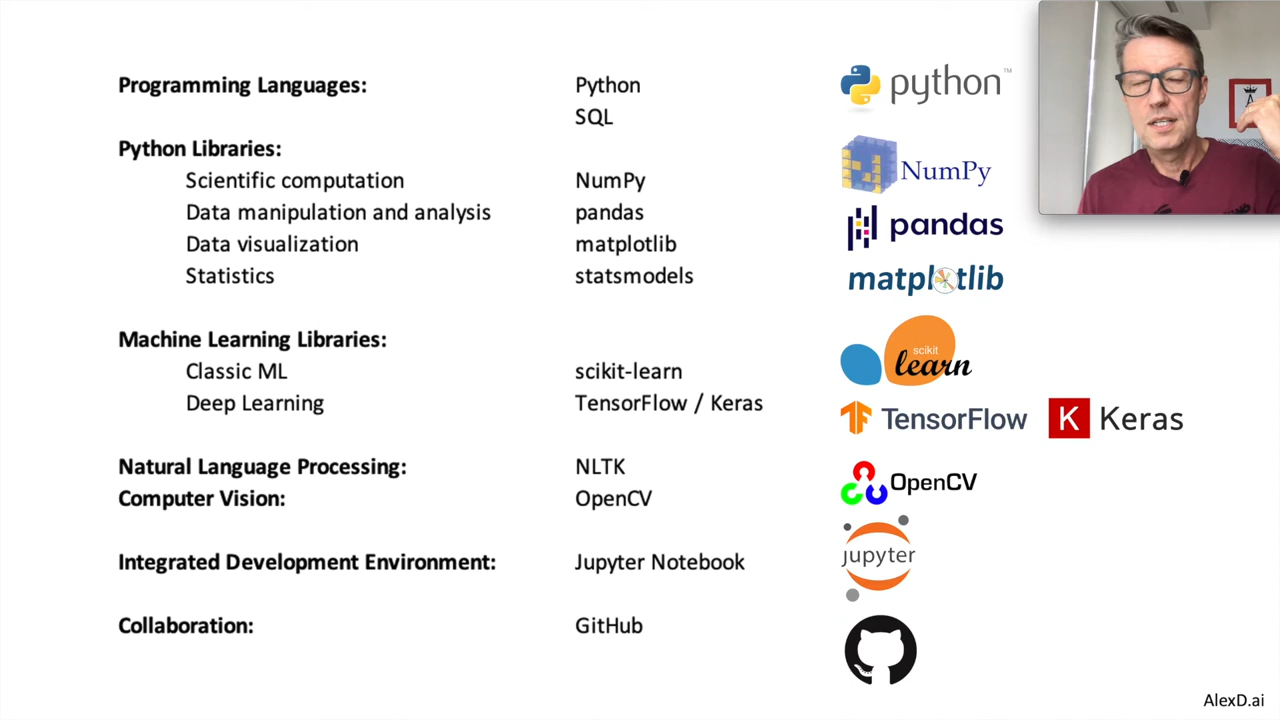 Programming Languages: Python
SQL
Python Libraries:
Scientific computation NumPy
Data manipulation and analysis pandas
Data visualization matplotlib
Statistics statsmodels
Machine Learning Libraries:
Classic ML scikit-learn
Deep Learning TensorFlow / Keras
Natural Language Processing: NLTK
Computer Vision: OpenCV
Integrated Development Environment: Jupyter Notebook
Collaboration: GitHub
python™
NumPy
pandas
matplotlib
scikit
learn
TensorFlow
K Keras
OpenCV
jupyter
A
AlexD.ai